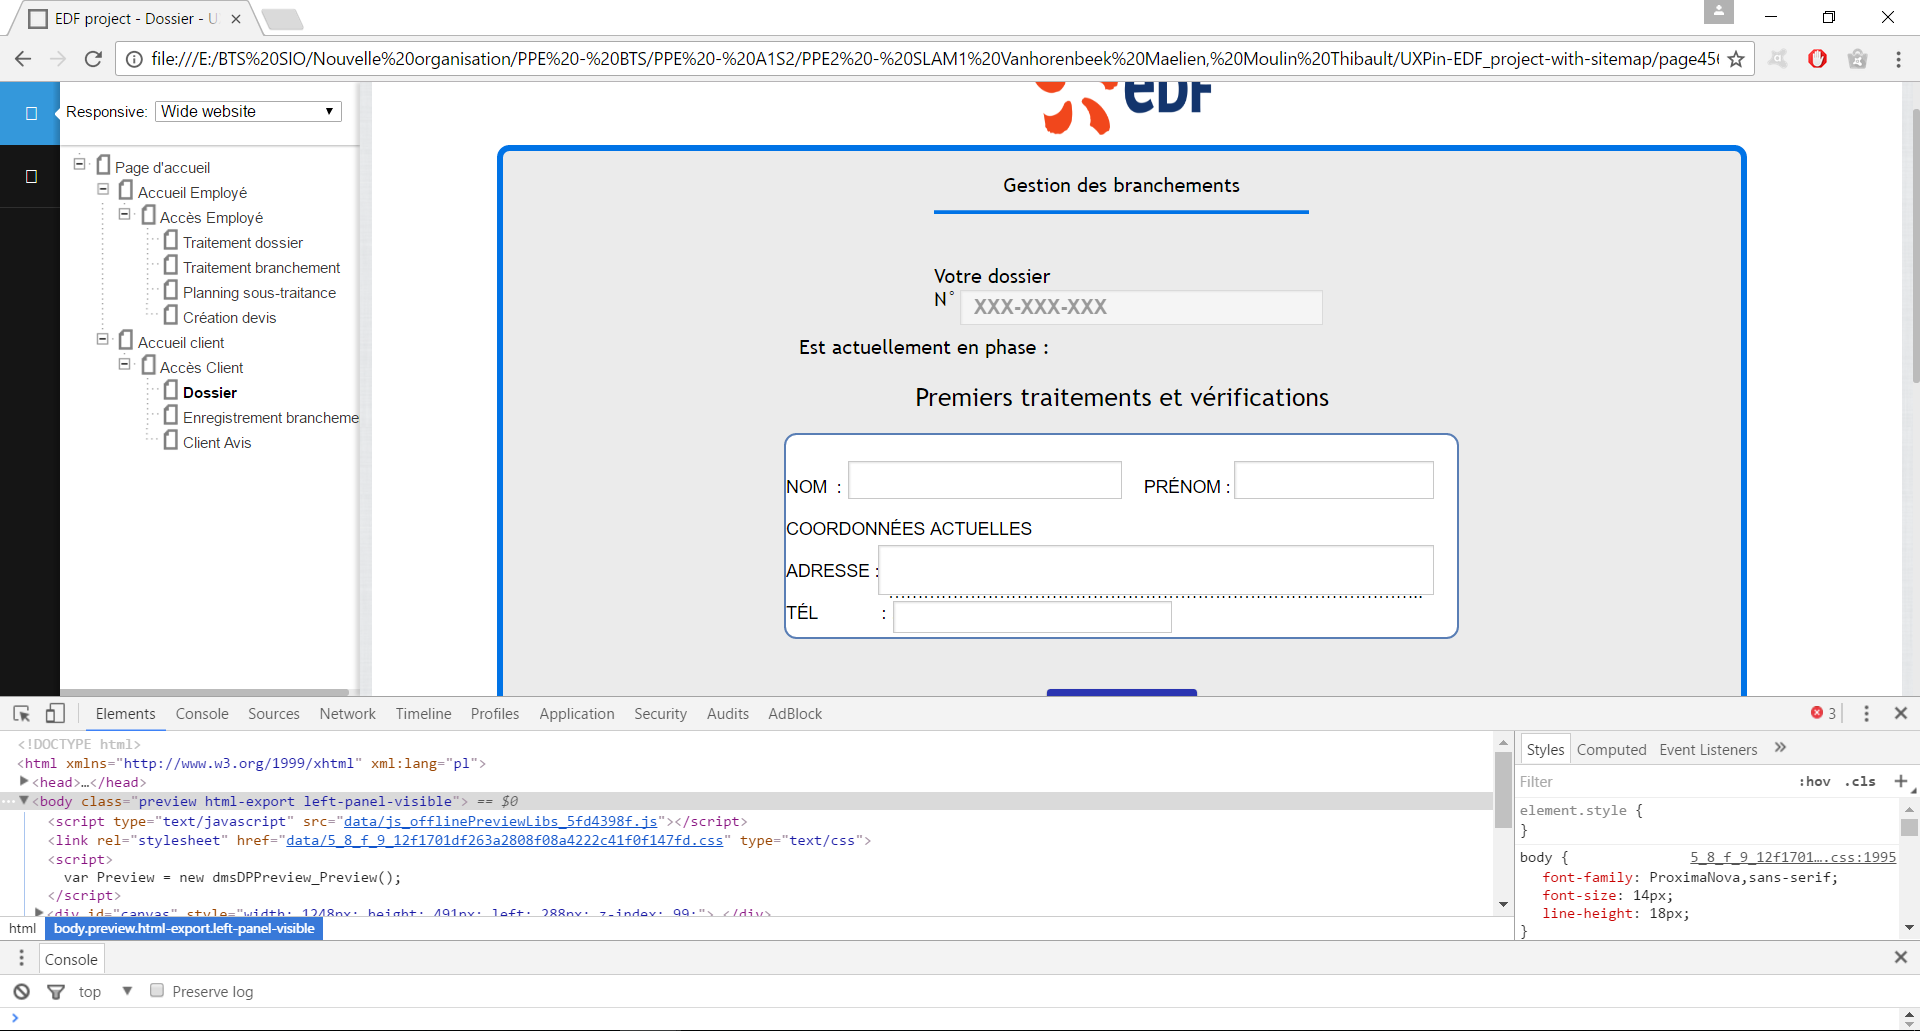 EDF project - Dossier - U
file:///E:/BTS%20SIO/Nouvelle%20organisation/PPE%20-%20BTS/PPE%20-%20A1S2/PPE2%20-%20SLAM1%20Vanhorenbeek%20Maelien,%20Moulin%20Thibault/UXPin-EDF_project-with-sitemap/page456
Responsive: Wide website
Page d'accueil
Accueil Employé
Accès Employé
Traitement dossier
Traitement branchement
Planning sous-traitance
Création devis
Accueil client
Accès Client
Dossier
Enregistrement brancheme
Client Avis
eDF
Gestion des branchements
Votre dossier
N° XXX-XXX-XXX
Est actuellement en phase :
Premiers traitements et vérifications
NOM : PRÉNOM :
COORDONNÉES ACTUELLES
ADRESSE :
TÉL :
Elements Console Sources Network Timeline Profiles Application Security Audits AdBlock 3
<!DOCTYPE html>
<html xmlns="http://www.w3.org/1999/xhtml" xml:lang="pl">
<head>…</head>
<body class="preview html-export left-panel-visible"> == $0
<script type="text/javascript" src="data/js_offlinePreviewLibs_5fd4398f.js"></script>
<link rel="stylesheet" href="data/5_8_f_9_12f1701df263a2808f08a4222c41f0f147fd.css" type="text/css">
<script>
var Preview = new dmsDPPreview_Preview();
</script>
<div id="canvas" style="width: 1248px; height: 491px; left: 288px; z-index: 99;">…</div>
html body.preview.html-export.left-panel-visible
Styles Computed Event Listeners »
Filter :hov .cls +
element.style {
}
body { 5_8_f_9_12f1701….css:1995
font-family: ProximaNova,sans-serif;
font-size: 14px;
line-height: 18px;
}
Console
top Preserve log